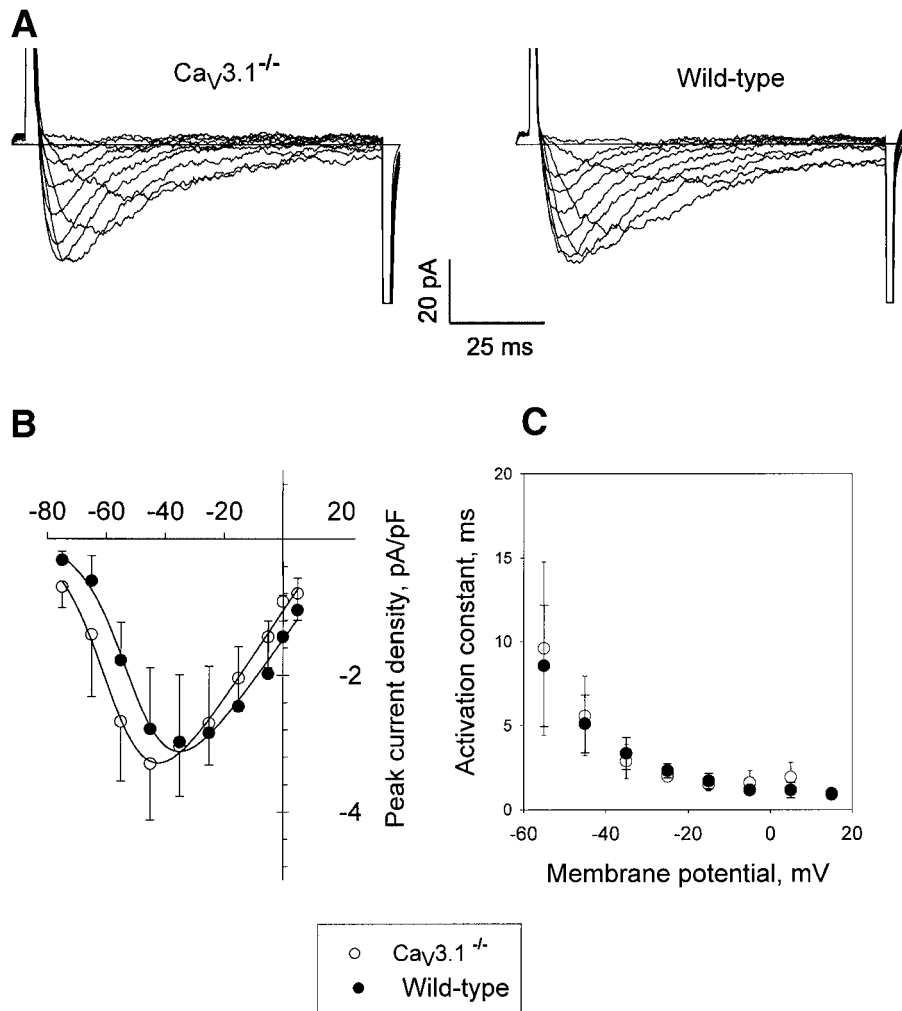 A
CaV3.1-/-
Wild-type
20 pA
25 ms
B
-80 -60 -40 -20 20
-2
-4
Peak current density, pA/pF
C
20
15
10
5
0
-60 -40 -20 0 20
Activation constant, ms
Membrane potential, mV
CaV3.1 -/-
Wild-type